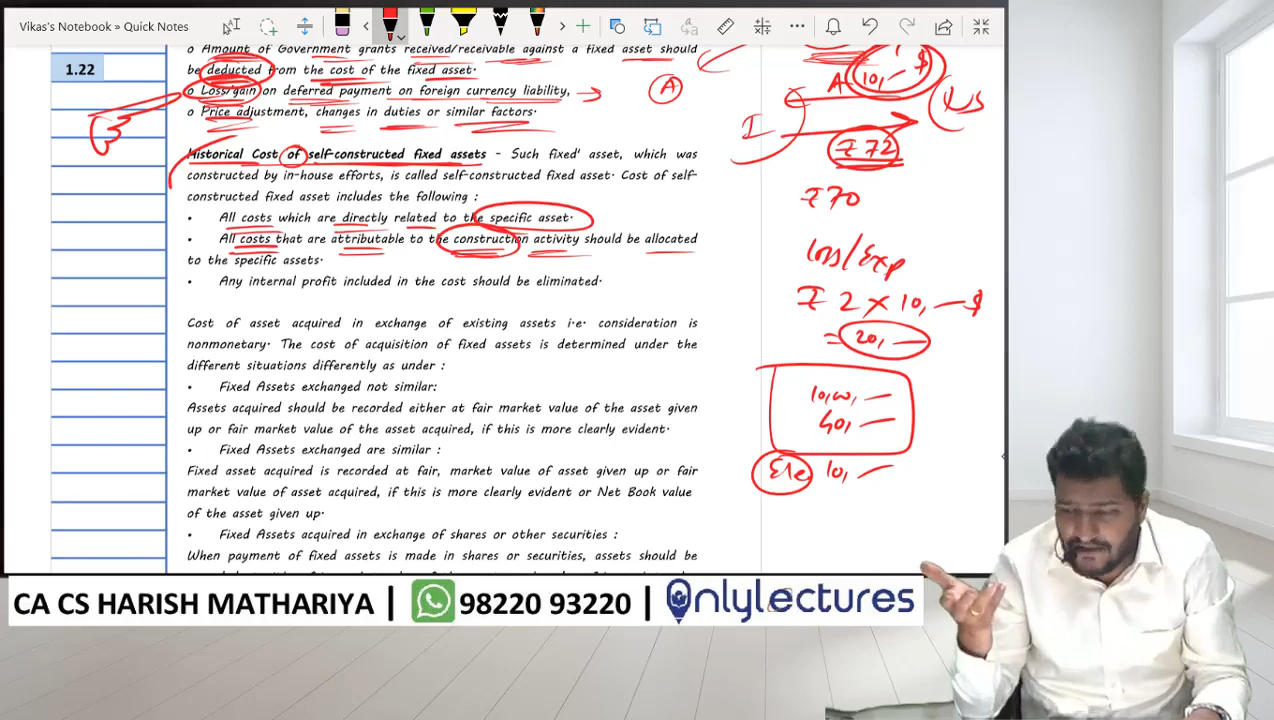 Vikas's Notebook » Quick Notes
1.22
o Amount of Government grants received/receivable against a fixed asset should
be deducted from the cost of the fixed asset.
o Loss/gain on deferred payment on foreign currency liability,
o Price adjustment, changes in duties or similar factors.
Historical Cost of self-constructed fixed assets - Such fixed' asset, which was
constructed by in-house efforts, is called self-constructed fixed asset. Cost of self-
constructed fixed asset includes the following :
• All costs which are directly related to the specific asset.
• All costs that are attributable to the construction activity should be allocated
to the specific assets.
• Any internal profit included in the cost should be eliminated.
Cost of asset acquired in exchange of existing assets i.e. consideration is
nonmonetary. The cost of acquisition of fixed assets is determined under the
different situations differently as under :
• Fixed Assets exchanged not similar:
Assets acquired should be recorded either at fair market value of the asset given
up or fair market value of the asset acquired, if this is more clearly evident.
• Fixed Assets exchanged are similar :
Fixed asset acquired is recorded at fair, market value of asset given up or fair
market value of asset acquired, if this is more clearly evident or Net Book value
of the asset given up.
• Fixed Assets acquired in exchange of shares or other securities :
When payment of fixed assets is made in shares or securities, assets should be
A
$
10, —
A
US
I
₹ 72
₹ 70
Loss/Exp
₹ 2 × 10, — $
= 20, —
10,00, —
40, —
10, —
CA CS HARISH MATHARIYA | 98220 93220 | Onlylectures